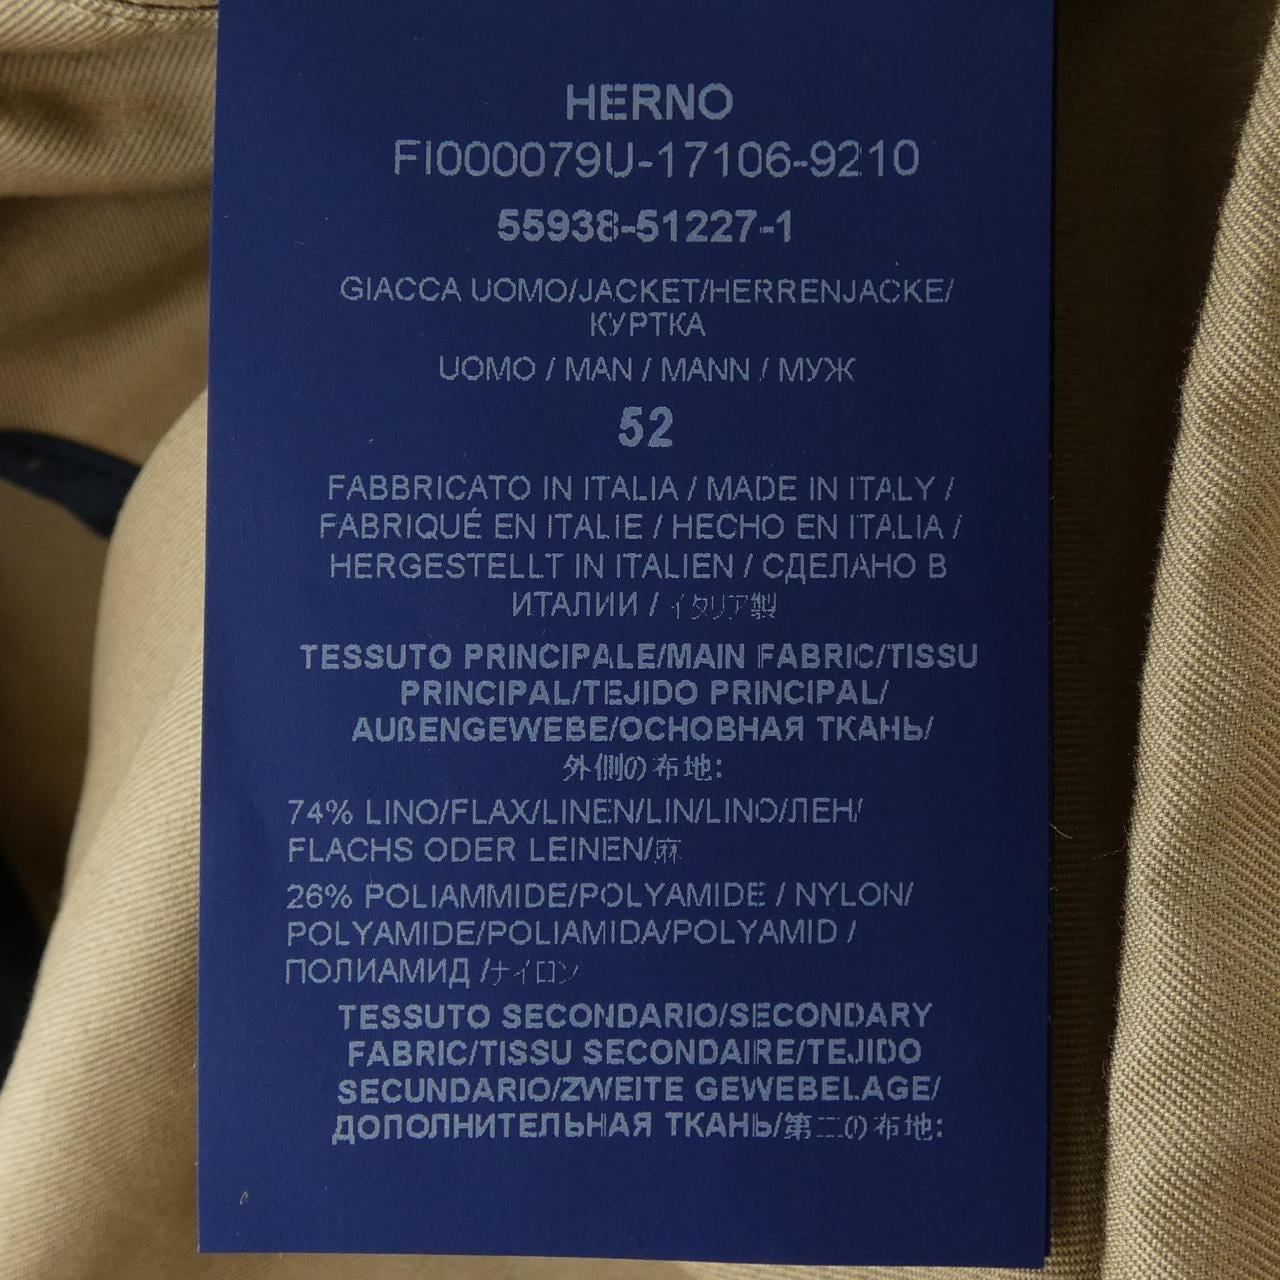 HERNO
FI000079U-17106-9210
55938-51227-1
GIACCA UOMO/JACKET/HERRENJACKE/
КУРТКА
UOMO / MAN / MANN / МУЖ
52
FABBRICATO IN ITALIA / MADE IN ITALY /
FABRIQUÉ EN ITALIE / HECHO EN ITALIA /
HERGESTELLT IN ITALIEN / СДЕЛАНО В
ИТАЛИИ / イタリア製
TESSUTO PRINCIPALE/MAIN FABRIC/TISSU
PRINCIPAL/TEJIDO PRINCIPAL/
AUßENGEWEBE/ОСНОВНАЯ ТКАНЬ/
外側の布地:
74% LINO/FLAX/LINEN/LIN/LINO/ЛЕН/
FLACHS ODER LEINEN/麻
26% POLIAMMIDE/POLYAMIDE / NYLON/
POLYAMIDE/POLIAMIDA/POLYAMID /
ПОЛИАМИД /ナイロン
TESSUTO SECONDARIO/SECONDARY
FABRIC/TISSU SECONDAIRE/TEJIDO
SECUNDARIO/ZWEITE GEWEBELAGE/
ДОПОЛНИТЕЛЬНАЯ ТКАНЬ/第二の布地: